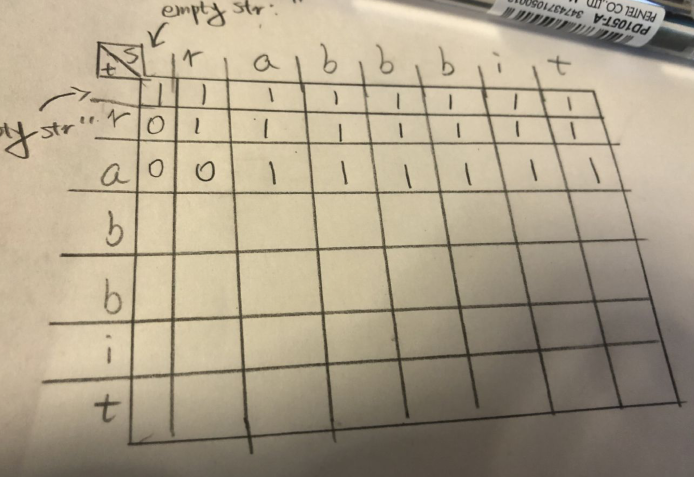 empty str:"
S
t
r a b b b i t
1 1 1 1 1 1 1 1
ty str"
r 0 1 1 1 1 1 1 1
a 0 0 1 1 1 1 1 1
b
b
i
t
PD105T-A
PENTEL CO., LTD.